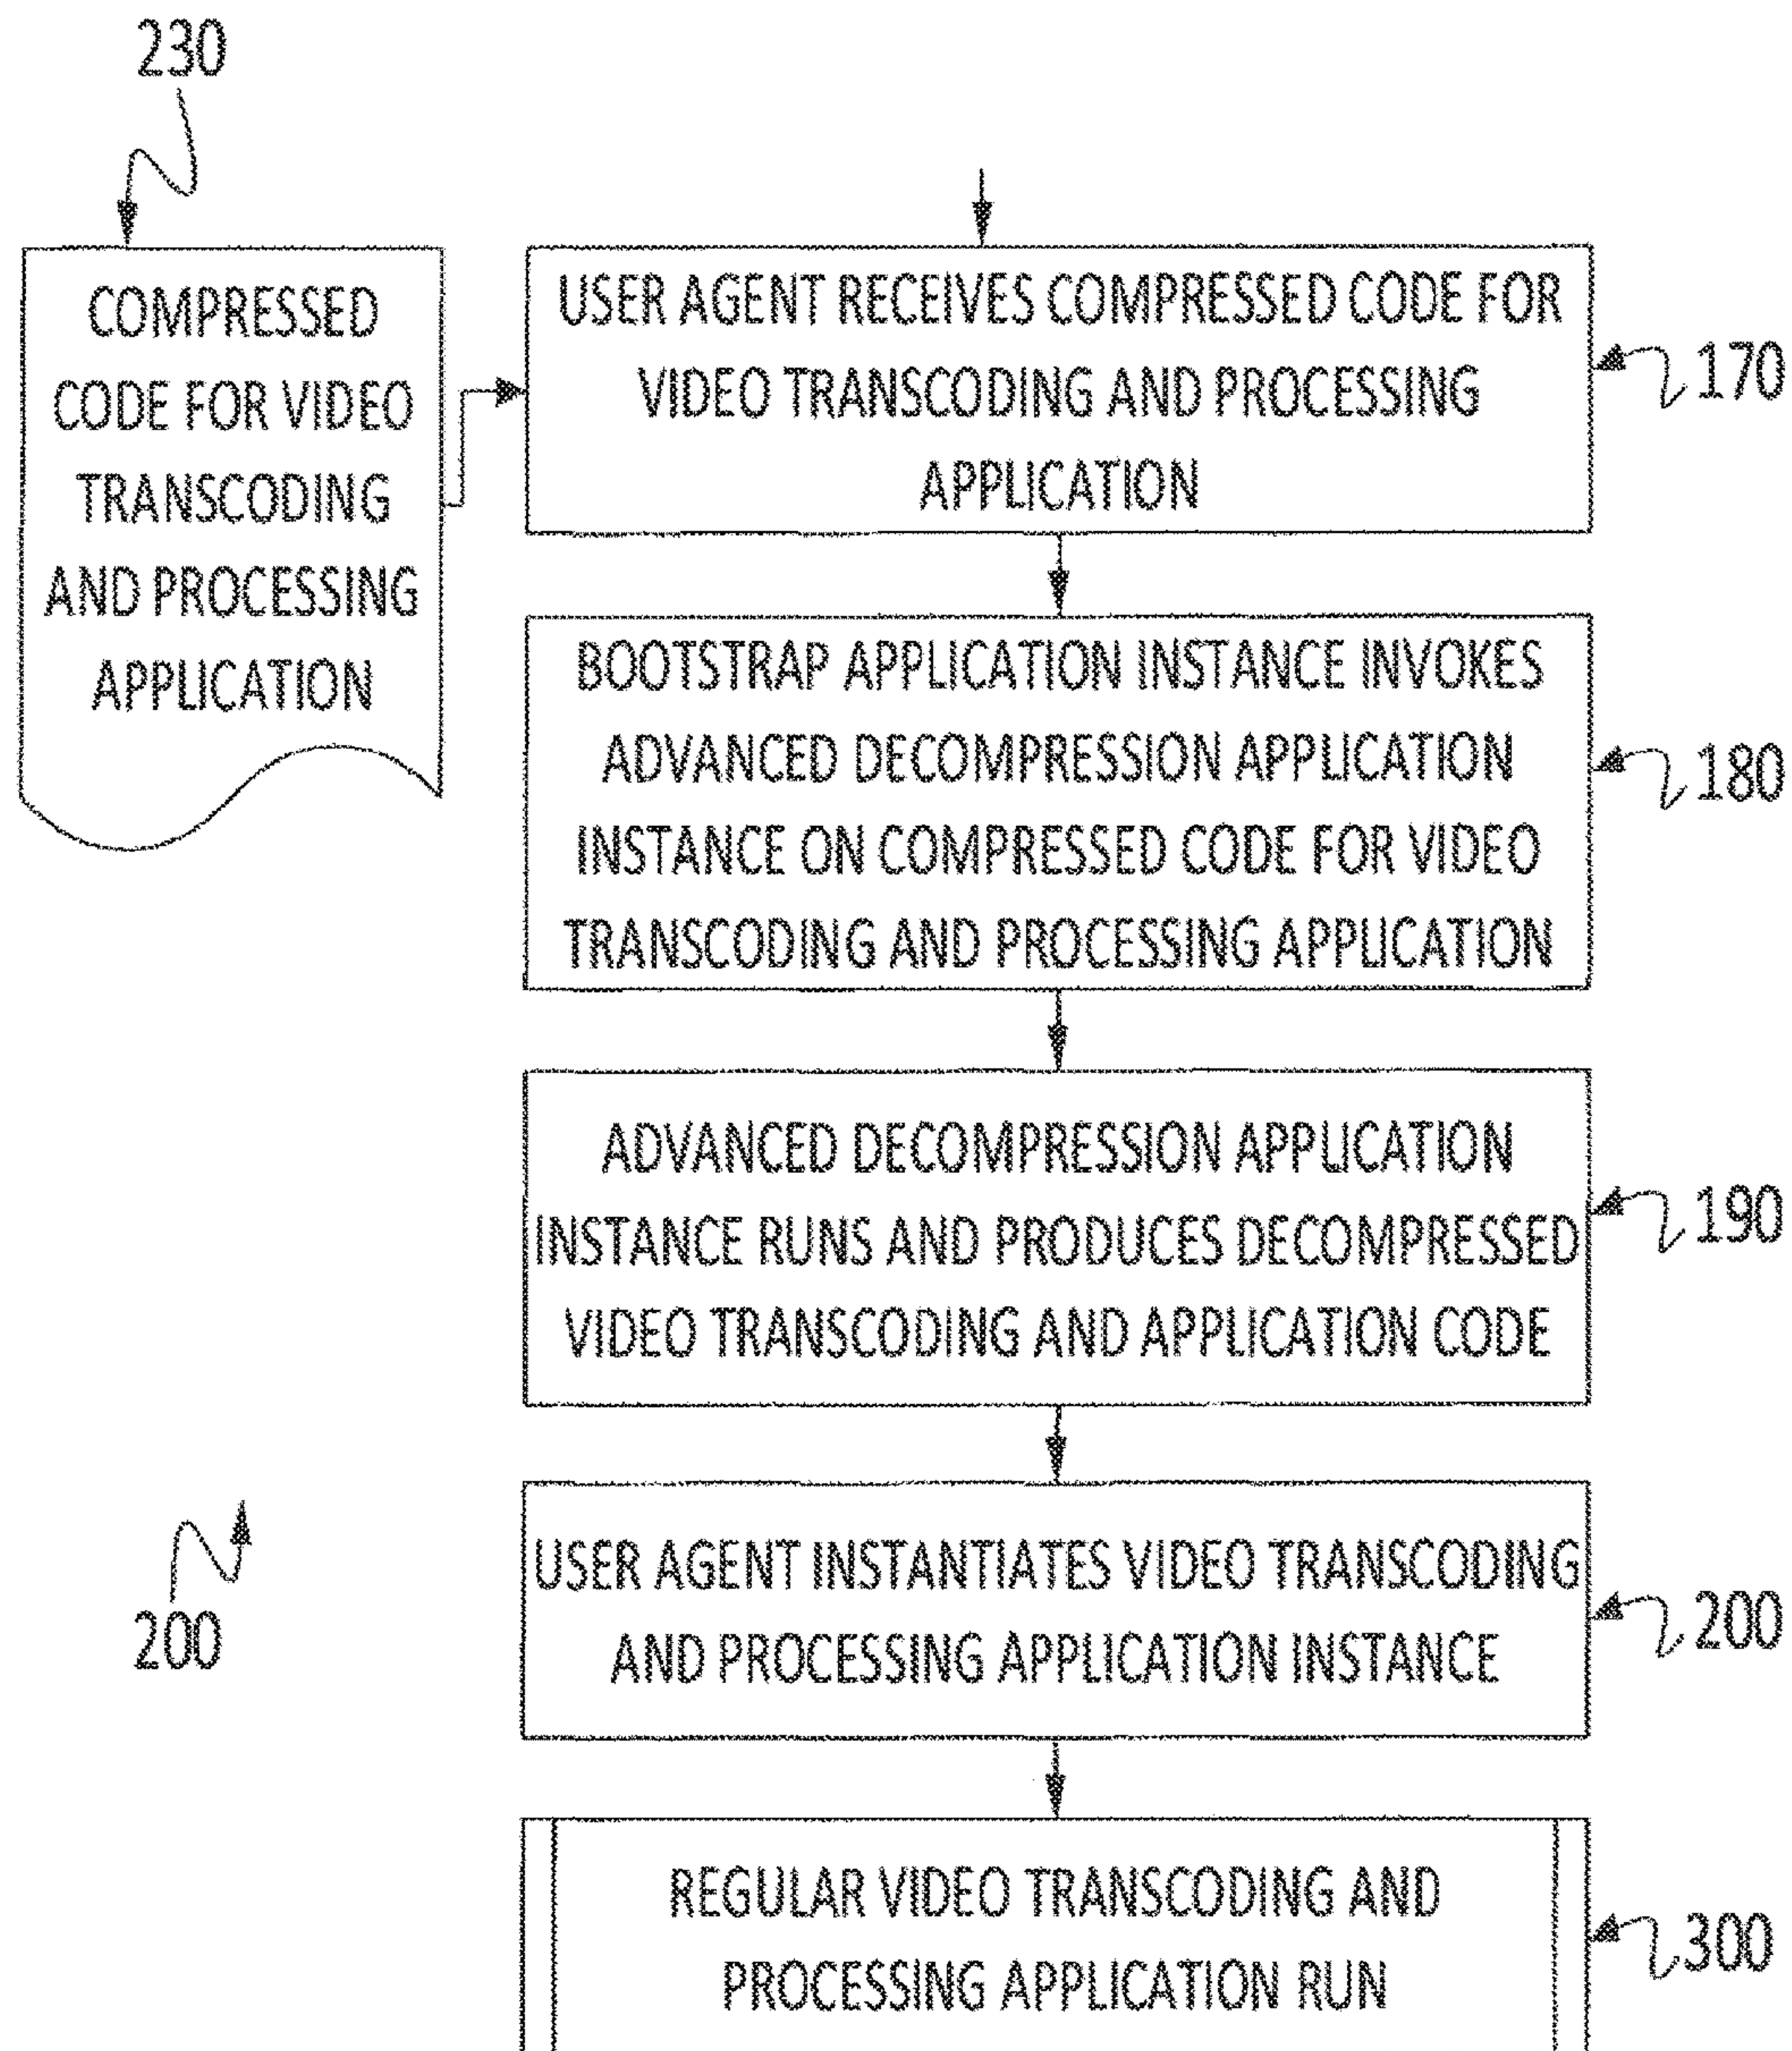 230
COMPRESSED
CODE FOR VIDEO
TRANSCODING
AND PROCESSING
APPLICATION
USER AGENT RECEIVES COMPRESSED CODE FOR
VIDEO TRANSCODING AND PROCESSING
APPLICATION
170
BOOTSTRAP APPLICATION INSTANCE INVOKES
ADVANCED DECOMPRESSION APPLICATION
INSTANCE ON COMPRESSED CODE FOR VIDEO
TRANSCODING AND PROCESSING APPLICATION
180
ADVANCED DECOMPRESSION APPLICATION
INSTANCE RUNS AND PRODUCES DECOMPRESSED
VIDEO TRANSCODING AND APPLICATION CODE
190
USER AGENT INSTANTIATES VIDEO TRANSCODING
AND PROCESSING APPLICATION INSTANCE
200
200
REGULAR VIDEO TRANSCODING AND
PROCESSING APPLICATION RUN
300